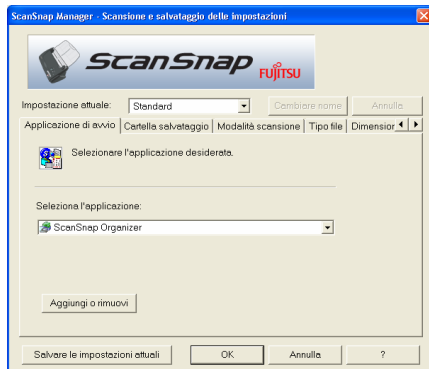 ScanSnap Manager - Scansione e salvataggio delle impostazioni
ScanSnap FUJITSU
Impostazione attuale: Standard Cambiare nome Annulla
Applicazione di avvio Cartella salvataggio Modalità scansione Tipo file Dimension
Selezionare l'applicazione desiderata.
Seleziona l'applicazione:
ScanSnap Organizer
Aggiungi o rimuovi
Salvare le impostazioni attuali OK Annulla ?